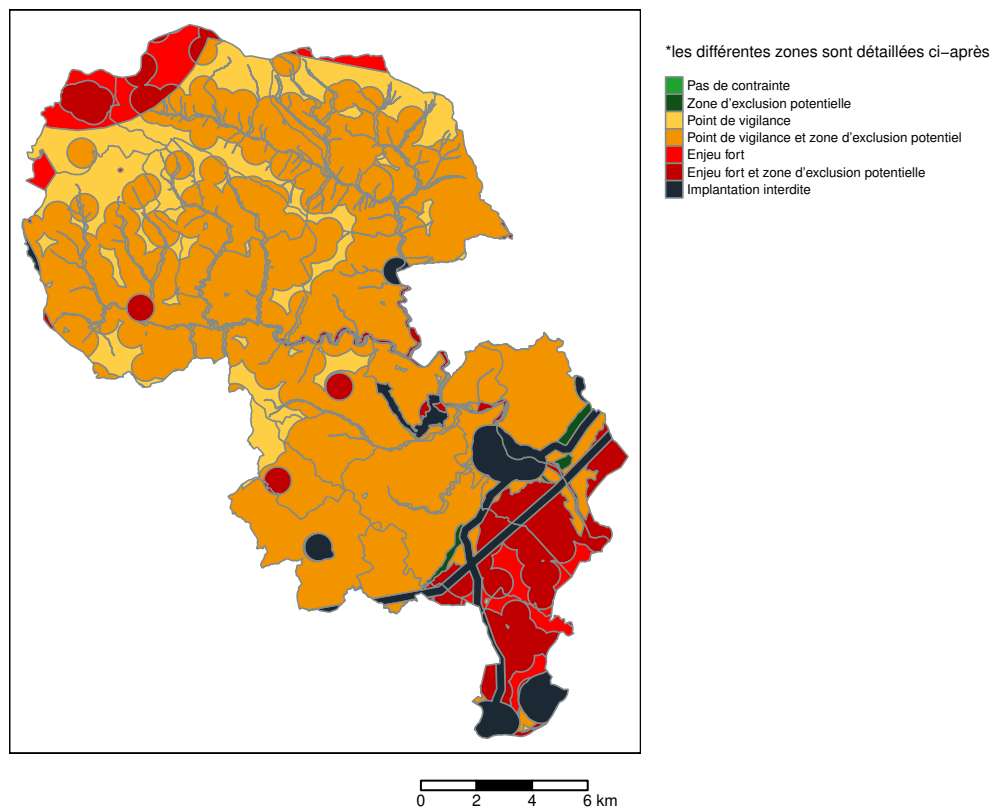 *les différentes zones sont détaillées ci−après
Pas de contrainte
Zone d'exclusion potentielle
Point de vigilance
Point de vigilance et zone d'exclusion potentiel
Enjeu fort
Enjeu fort et zone d'exclusion potentielle
Implantation interdite
0 2 4 6 km